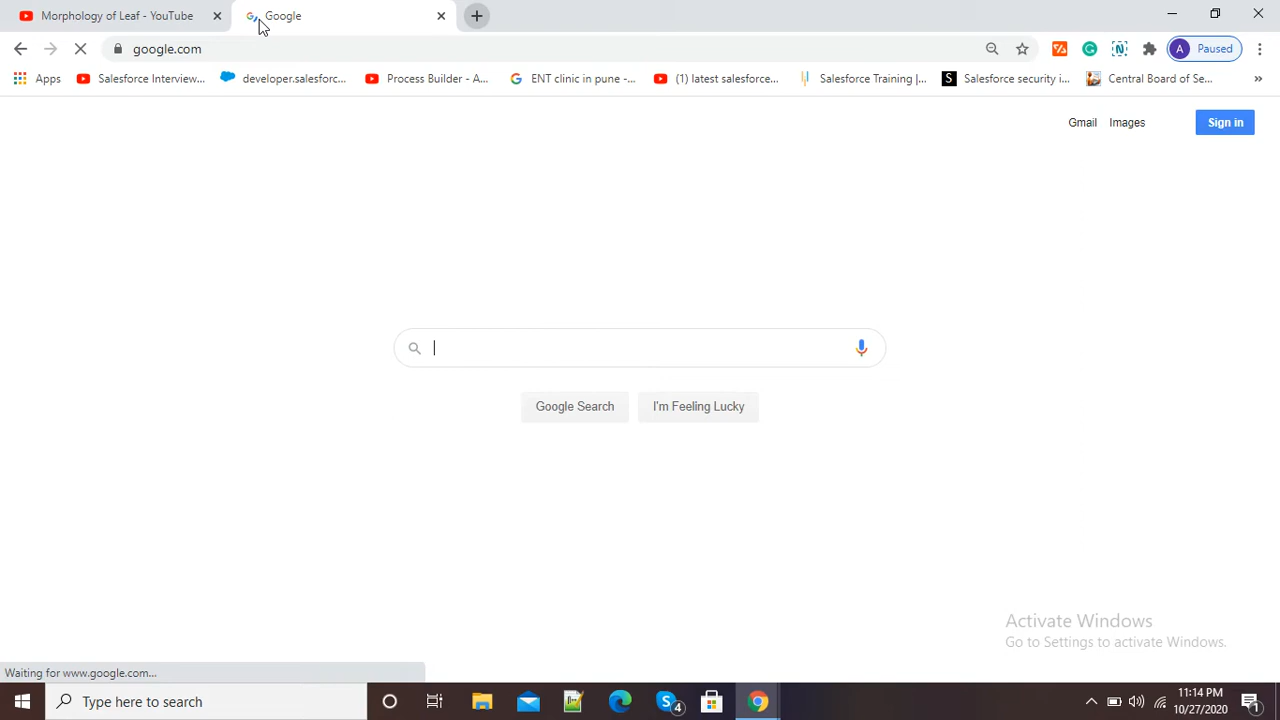 Morphology of Leaf - YouTube
Google
google.com
Paused
A
Apps
Salesforce Interview...
developer.salesforc...
Process Builder - A...
ENT clinic in pune -...
(1) latest salesforce...
Salesforce Training |...
Salesforce security i...
Central Board of Se...
»
Gmail
Images
Sign in
Google Search
I'm Feeling Lucky
Activate Windows
Go to Settings to activate Windows.
Waiting for www.google.com...
Type here to search
4
11:14 PM
10/27/2020
1